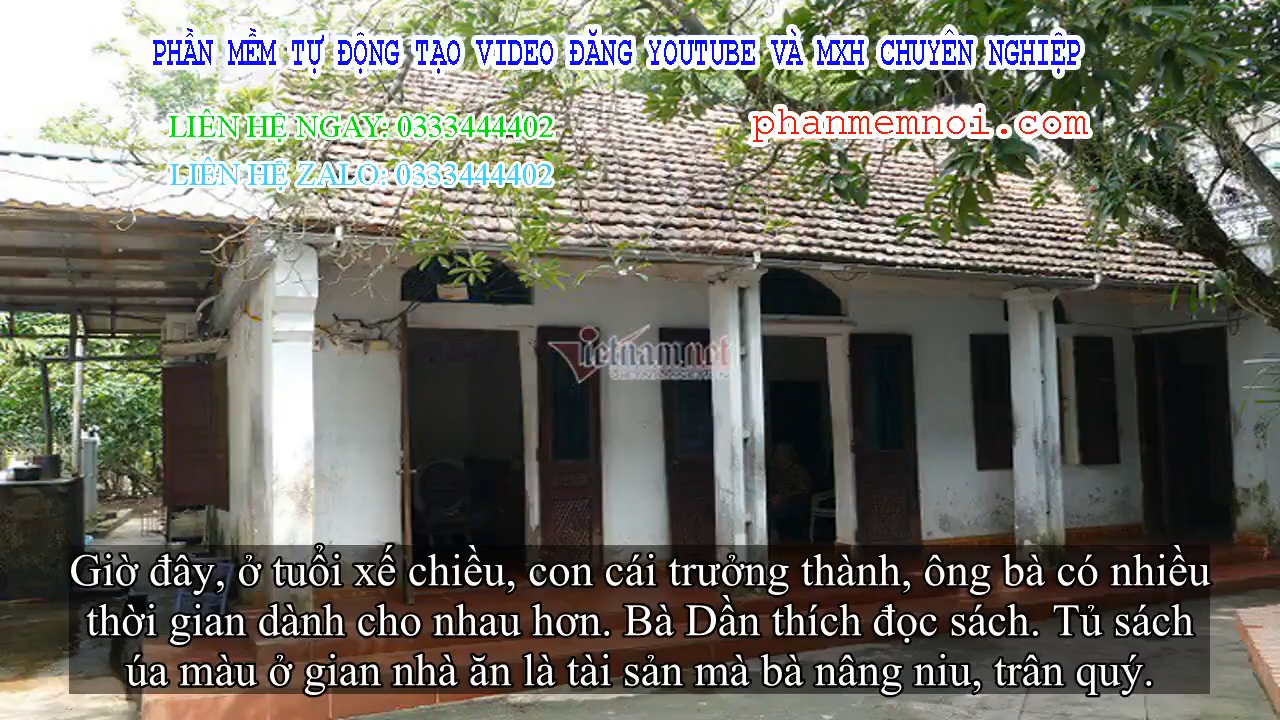 PHẦN MỀM TỰ ĐỘNG TẠO VIDEO ĐĂNG YOUTUBE VÀ MXH CHUYÊN NGHIỆP
LIÊN HỆ NGAY: 0333444402
phanmemnoi.com
LIÊN HỆ ZALO: 0333444402
Vietnamnet
Giờ đây, ở tuổi xế chiều, con cái trưởng thành, ông bà có nhiều
thời gian dành cho nhau hơn. Bà Dần thích đọc sách. Tủ sách
úa màu ở gian nhà ăn là tài sản mà bà nâng niu, trân quý.